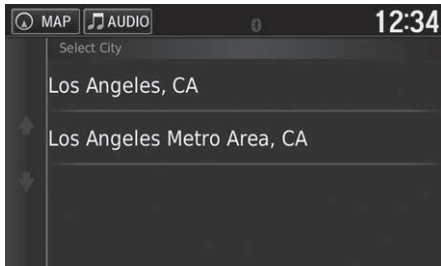 MAP AUDIO 12:34
Select City
Los Angeles, CA
Los Angeles Metro Area, CA